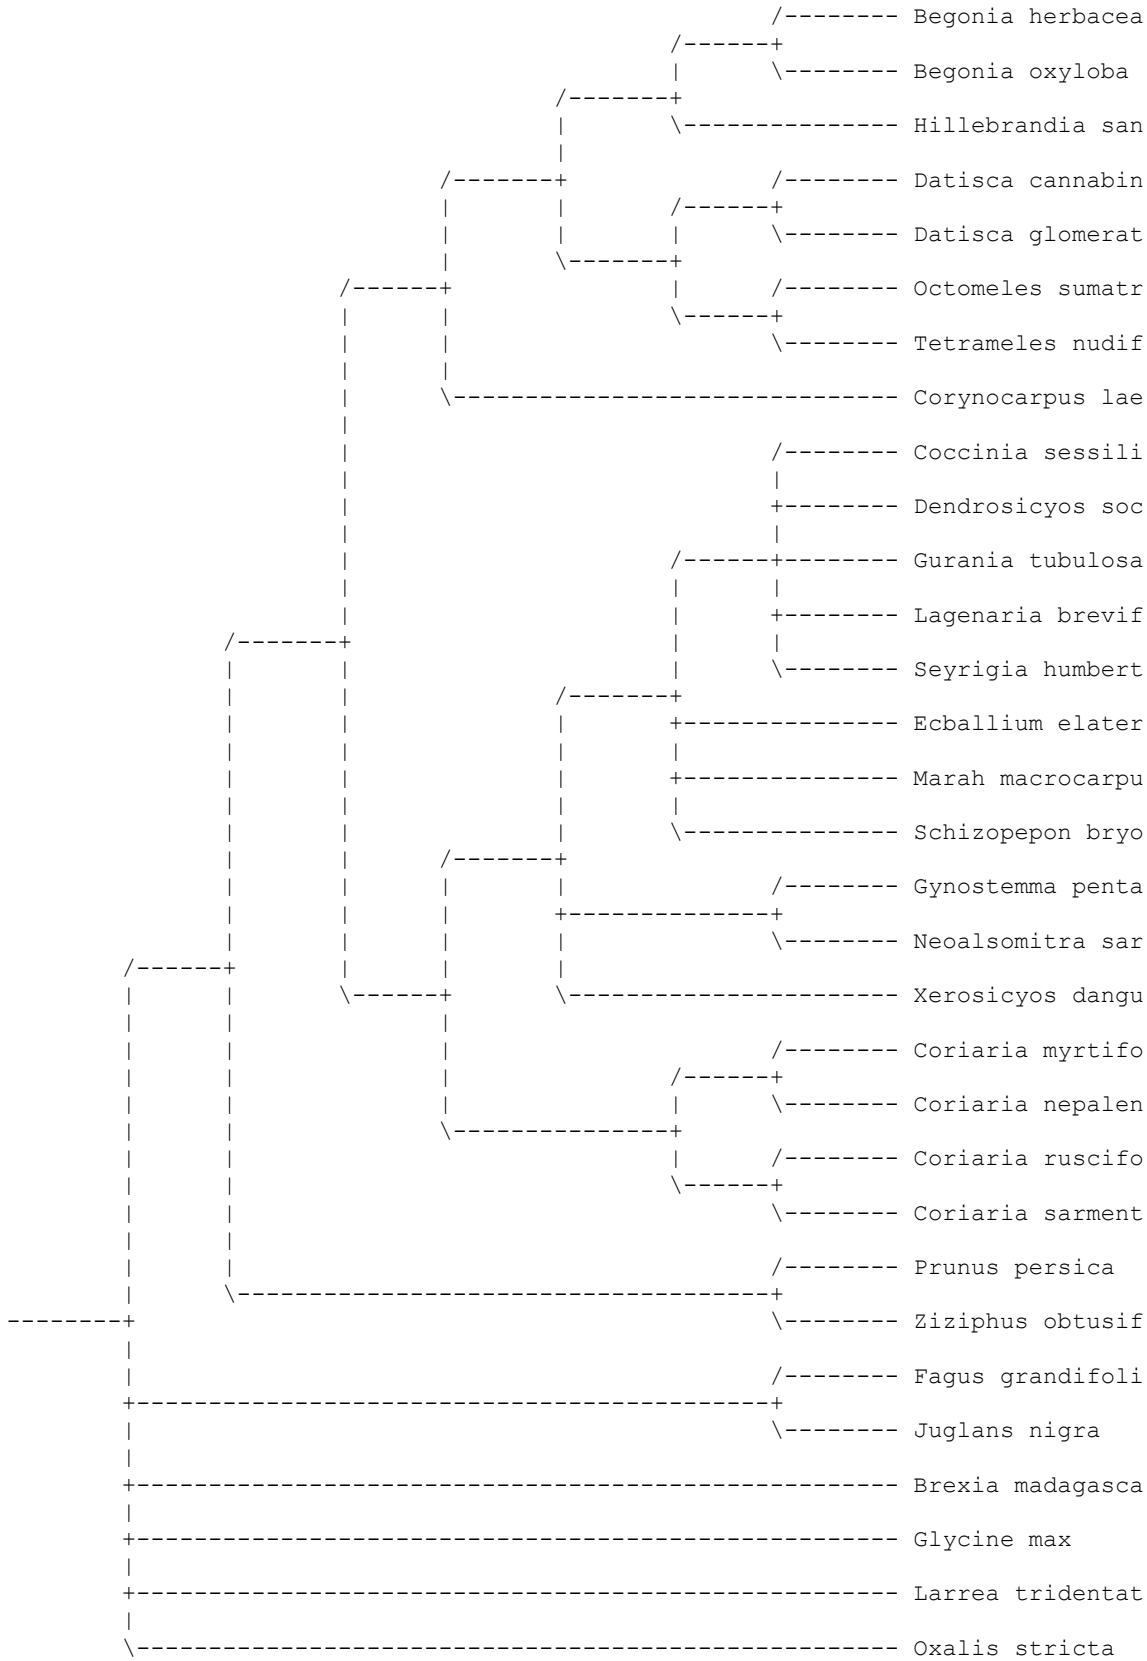 Begonia herbacea
Begonia oxyloba
Hillebrandia san
Datisca cannabin
Datisca glomerat
Octomeles sumatr
Tetrameles nudif
Corynocarpus lae
Coccinia sessili
Dendrosicyos soc
Gurania tubulosa
Lagenaria brevif
Seyrigia humbert
Ecballium elater
Marah macrocarpu
Schizopepon bryo
Gynostemma penta
Neoalsomitra sar
Xerosicyos dangu
Coriaria myrtifo
Coriaria nepalen
Coriaria ruscifo
Coriaria sarment
Prunus persica
Ziziphus obtusif
Fagus grandifoli
Juglans nigra
Brexia madagasca
Glycine max
Larrea tridentat
Oxalis stricta